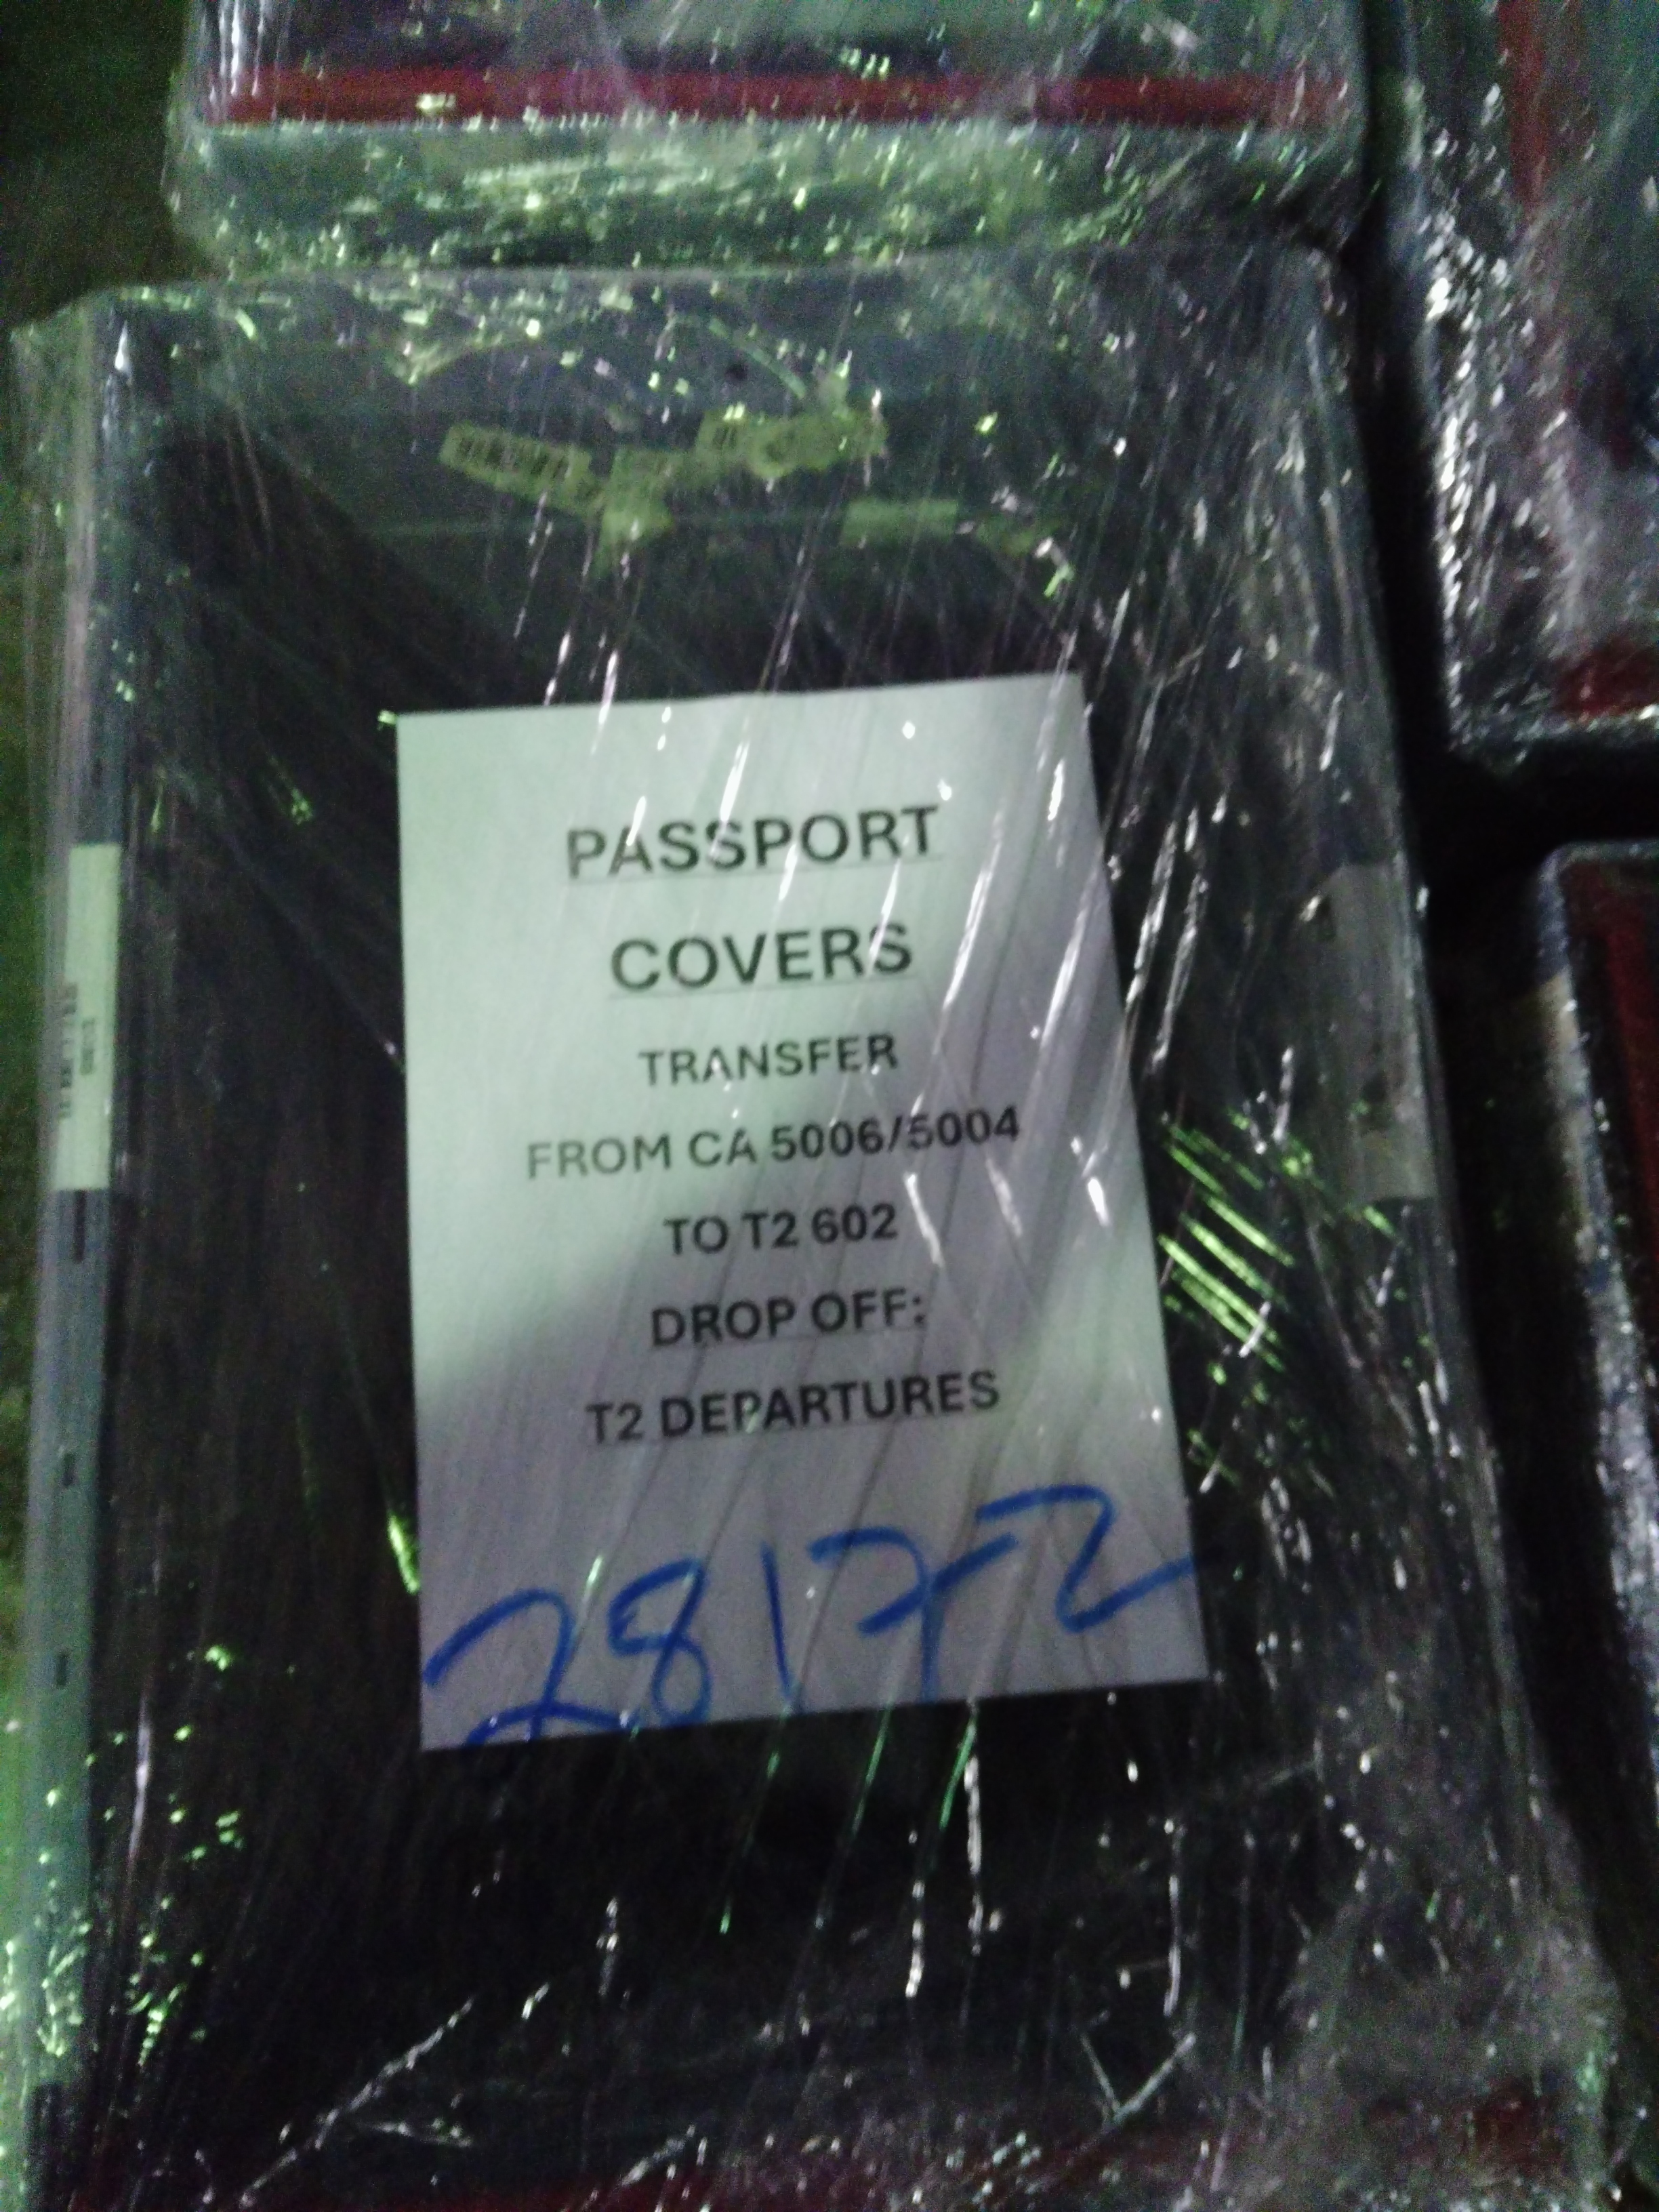 PASSPORT
COVERS
TRANSFER
FROM CA 5006/5004
TO T2 602
DROP OFF:
T2 DEPARTURES